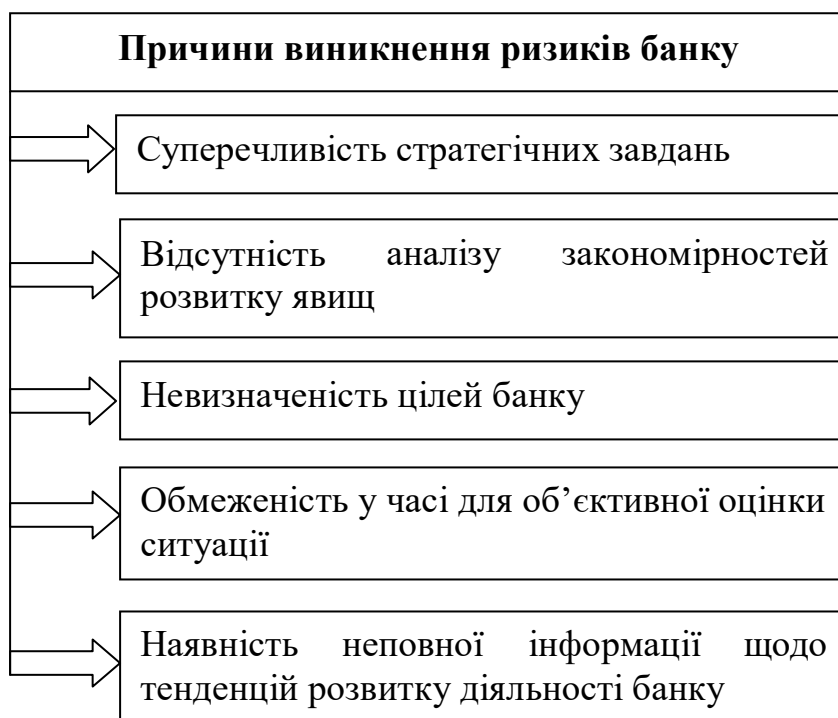 Причини виникнення ризиків банку
Суперечливість стратегічних завдань
Відсутність аналізу закономірностей
розвитку явищ
Невизначеність цілей банку
Обмеженість у часі для об’єктивної оцінки
ситуації
Наявність неповної інформації щодо
тенденцій розвитку діяльності банку